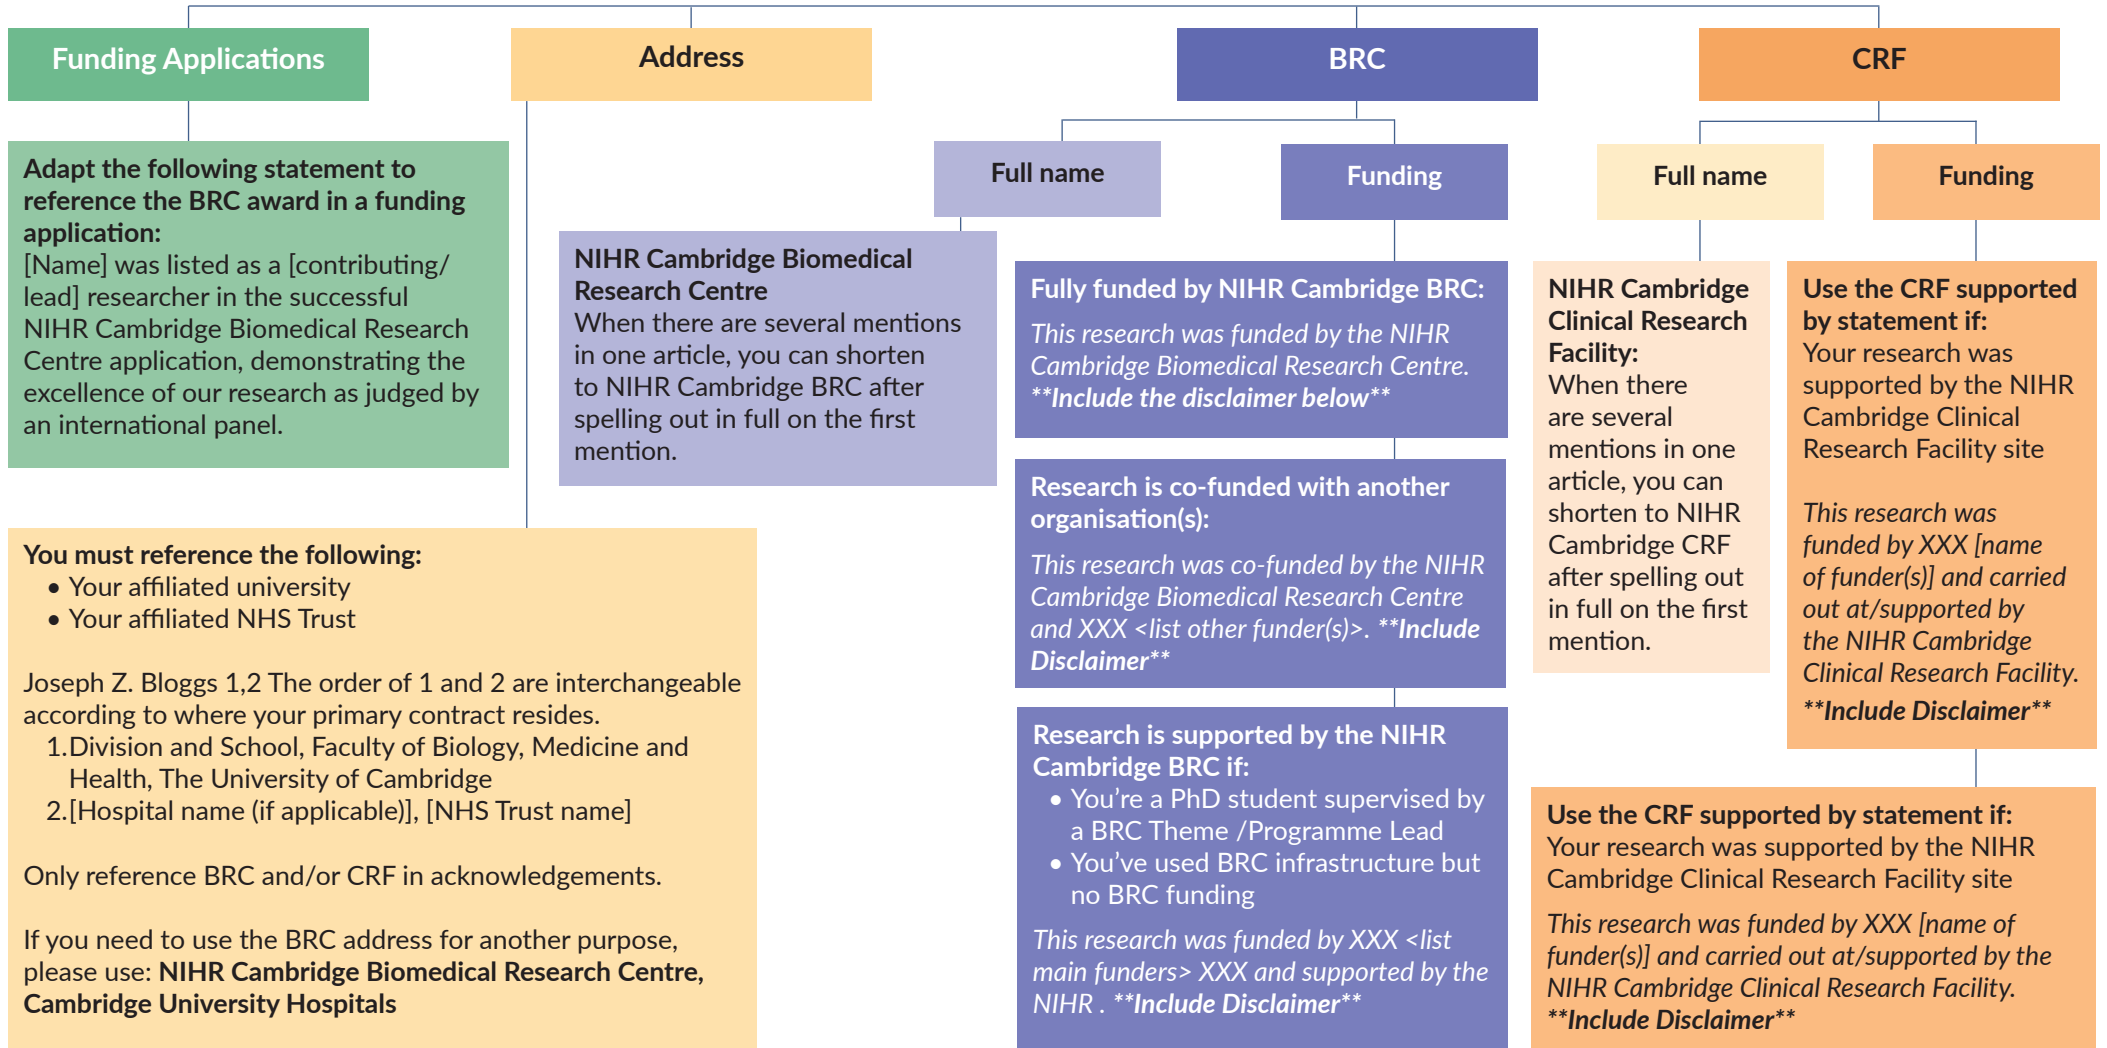 Funding Applications
Adapt the following statement to
reference the BRC award in a funding
application:
[Name] was listed as a [contributing/
lead] researcher in the successful
NIHR Cambridge Biomedical Research
Centre application, demonstrating the
excellence of our research as judged by
an international panel.
Address
You must reference the following:
• Your affiliated university
• Your affiliated NHS Trust
Joseph Z. Bloggs 1,2 The order of 1 and 2 are interchangeable
according to where your primary contract resides.
1.Division and School, Faculty of Biology, Medicine and
Health, The University of Cambridge
2.[Hospital name (if applicable)], [NHS Trust name]
Only reference BRC and/or CRF in acknowledgements.
If you need to use the BRC address for another purpose,
please use: NIHR Cambridge Biomedical Research Centre,
Cambridge University Hospitals
BRC
Full name
NIHR Cambridge Biomedical
Research Centre
When there are several mentions
in one article, you can shorten
to NIHR Cambridge BRC after
spelling out in full on the first
mention.
Funding
Fully funded by NIHR Cambridge BRC:
This research was funded by the NIHR
Cambridge Biomedical Research Centre.
**Include the disclaimer below**
Research is co-funded with another
organisation(s):
This research was co-funded by the NIHR
Cambridge Biomedical Research Centre
and XXX <list other funder(s)>. **Include
Disclaimer**
Research is supported by the NIHR
Cambridge BRC if:
• You're a PhD student supervised by
a BRC Theme /Programme Lead
• You've used BRC infrastructure but
no BRC funding
This research was funded by XXX <list
main funders> XXX and supported by the
NIHR . **Include Disclaimer**
CRF
Full name
NIHR Cambridge
Clinical Research
Facility:
When there
are several
mentions in one
article, you can
shorten to NIHR
Cambridge CRF
after spelling out
in full on the first
mention.
Funding
Use the CRF supported
by statement if:
Your research was
supported by the NIHR
Cambridge Clinical
Research Facility site
This research was
funded by XXX [name
of funder(s)] and carried
out at/supported by
the NIHR Cambridge
Clinical Research Facility.
**Include Disclaimer**
Use the CRF supported by statement if:
Your research was supported by the NIHR
Cambridge Clinical Research Facility site
This research was funded by XXX [name of
funder(s)] and carried out at/supported by the
NIHR Cambridge Clinical Research Facility.
**Include Disclaimer**